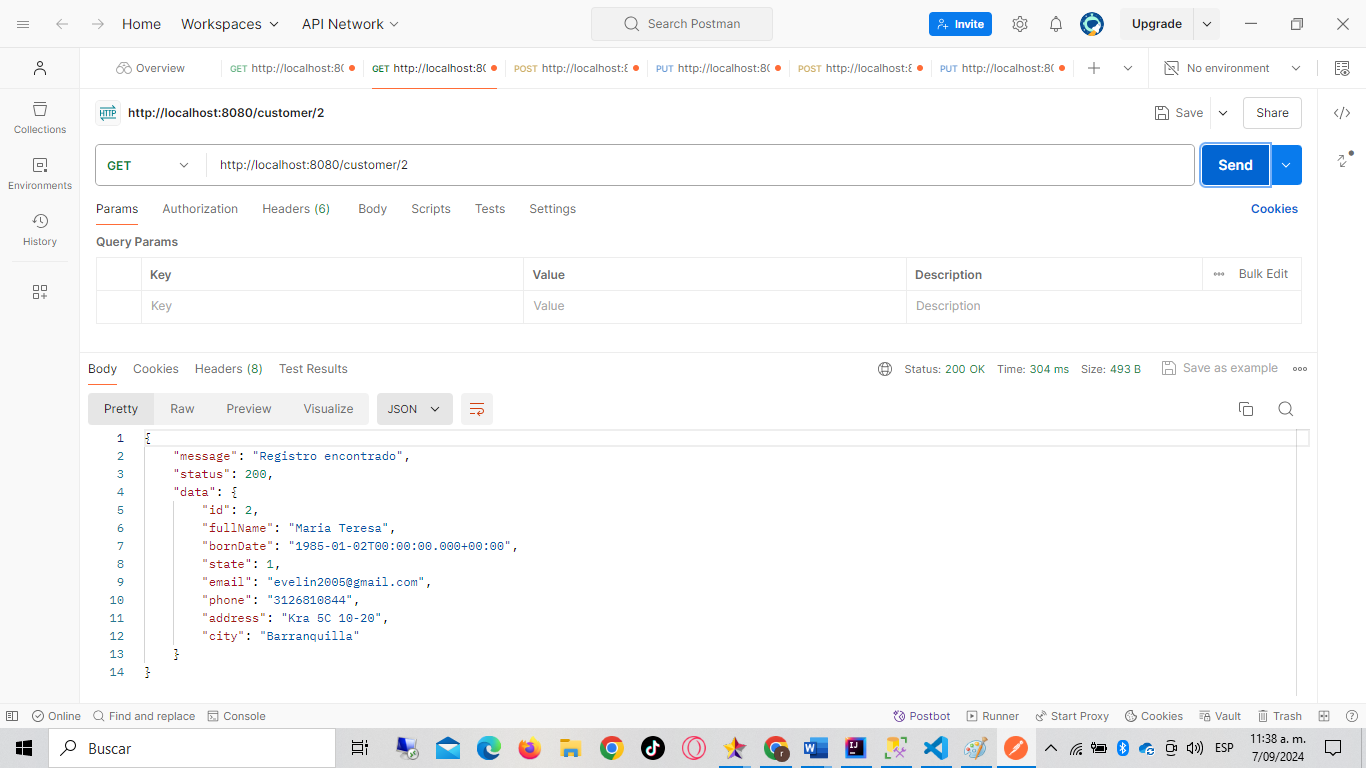 Home Workspaces API Network Search Postman Invite Upgrade
Overview GET http://localhost:80 GET http://localhost:80 POST http://localhost:8 PUT http://localhost:80 POST http://localhost:8 PUT http://localhost:80 No environment
HTTP http://localhost:8080/customer/2 Save Share
Collections
GET http://localhost:8080/customer/2 Send
Environments
Params Authorization Headers (6) Body Scripts Tests Settings Cookies
History
Query Params
Key Value Description Bulk Edit
Key Value Description
Body Cookies Headers (8) Test Results Status: 200 OK Time: 304 ms Size: 493 B Save as example
Pretty Raw Preview Visualize JSON
1 {
2 "message": "Registro encontrado",
3 "status": 200,
4 "data": {
5 "id": 2,
6 "fullName": "Maria Teresa",
7 "bornDate": "1985-01-02T00:00:00.000+00:00",
8 "state": 1,
9 "email": "evelin2005@gmail.com",
10 "phone": "3126810844",
11 "address": "Kra 5C 10-20",
12 "city": "Barranquilla"
13 }
14 }
Online Find and replace Console Postbot Runner Start Proxy Cookies Vault Trash
Buscar ESP 11:38 a. m.
7/09/2024